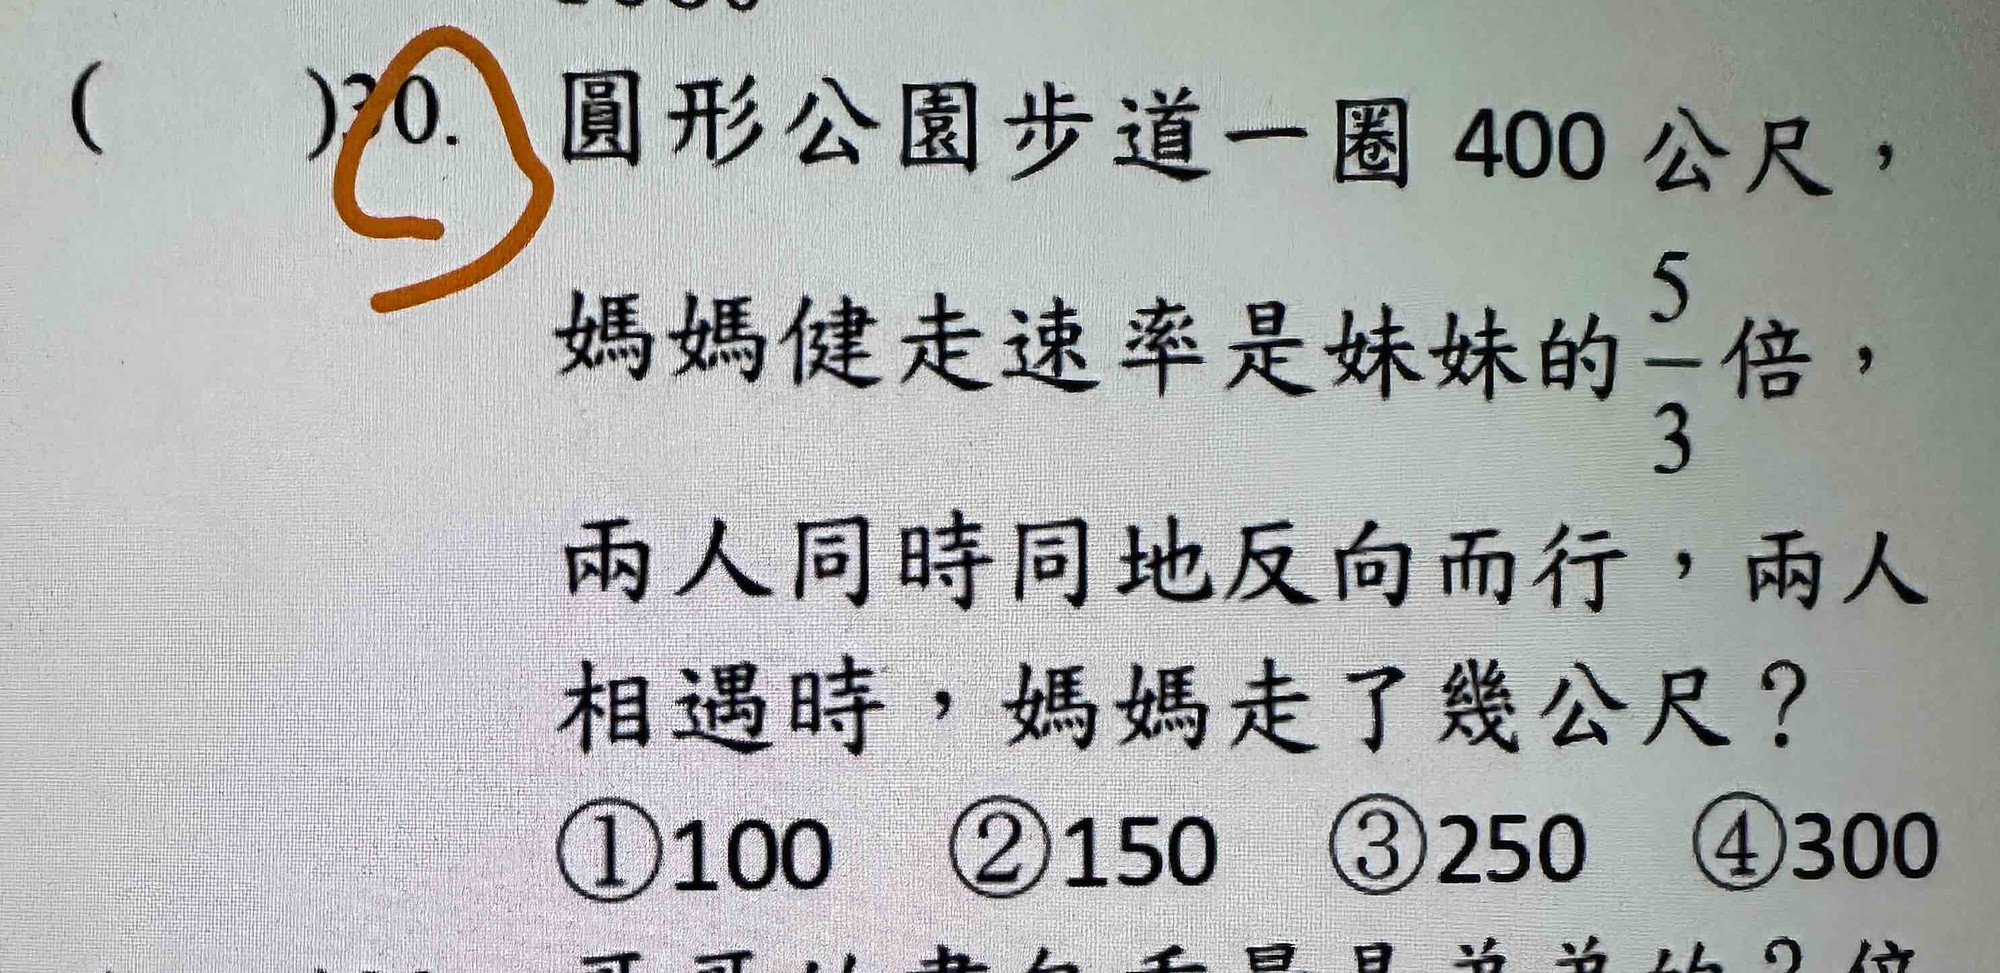 ( )30. 圓形公園步道一圈 400 公尺，
媽媽健走速率是妹妹的 5/3 倍，
兩人同時同地反向而行，兩人
相遇時，媽媽走了幾公尺？
①100 ②150 ③250 ④300